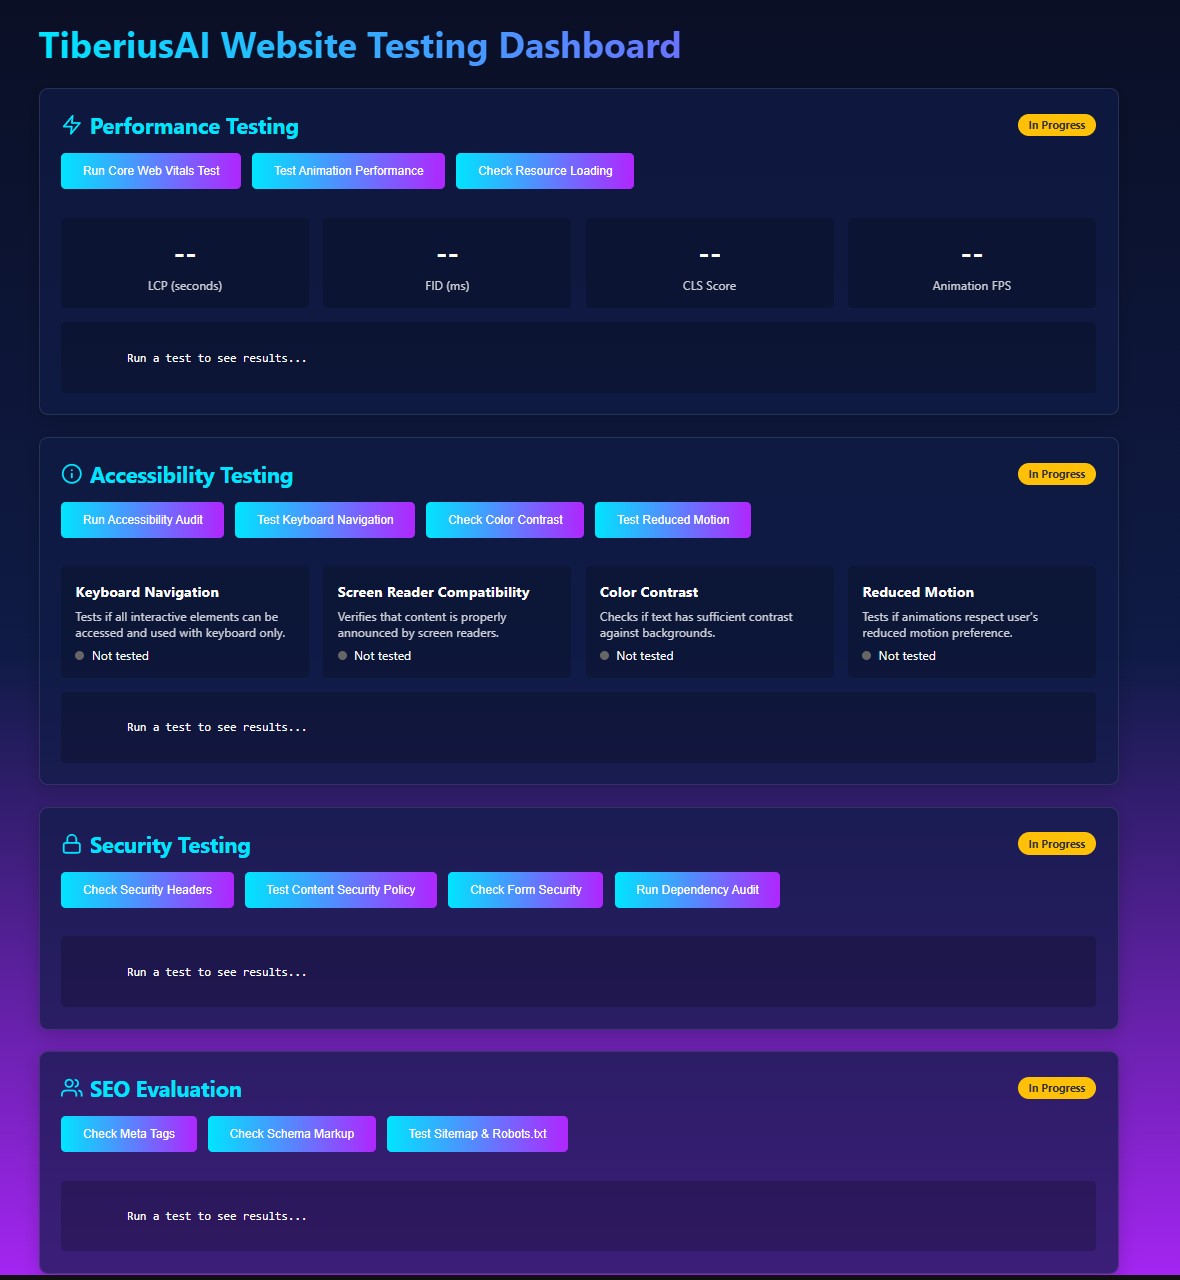 TiberiusAI Website Testing Dashboard
Performance Testing
In Progress
Run Core Web Vitals Test
Test Animation Performance
Check Resource Loading
--
LCP (seconds)
--
FID (ms)
--
CLS Score
--
Animation FPS
Run a test to see results...
Accessibility Testing
In Progress
Run Accessibility Audit
Test Keyboard Navigation
Check Color Contrast
Test Reduced Motion
Keyboard Navigation
Tests if all interactive elements can be
accessed and used with keyboard only.
Not tested
Screen Reader Compatibility
Verifies that content is properly
announced by screen readers.
Not tested
Color Contrast
Checks if text has sufficient contrast
against backgrounds.
Not tested
Reduced Motion
Tests if animations respect user's
reduced motion preference.
Not tested
Run a test to see results...
Security Testing
In Progress
Check Security Headers
Test Content Security Policy
Check Form Security
Run Dependency Audit
Run a test to see results...
SEO Evaluation
In Progress
Check Meta Tags
Check Schema Markup
Test Sitemap & Robots.txt
Run a test to see results...